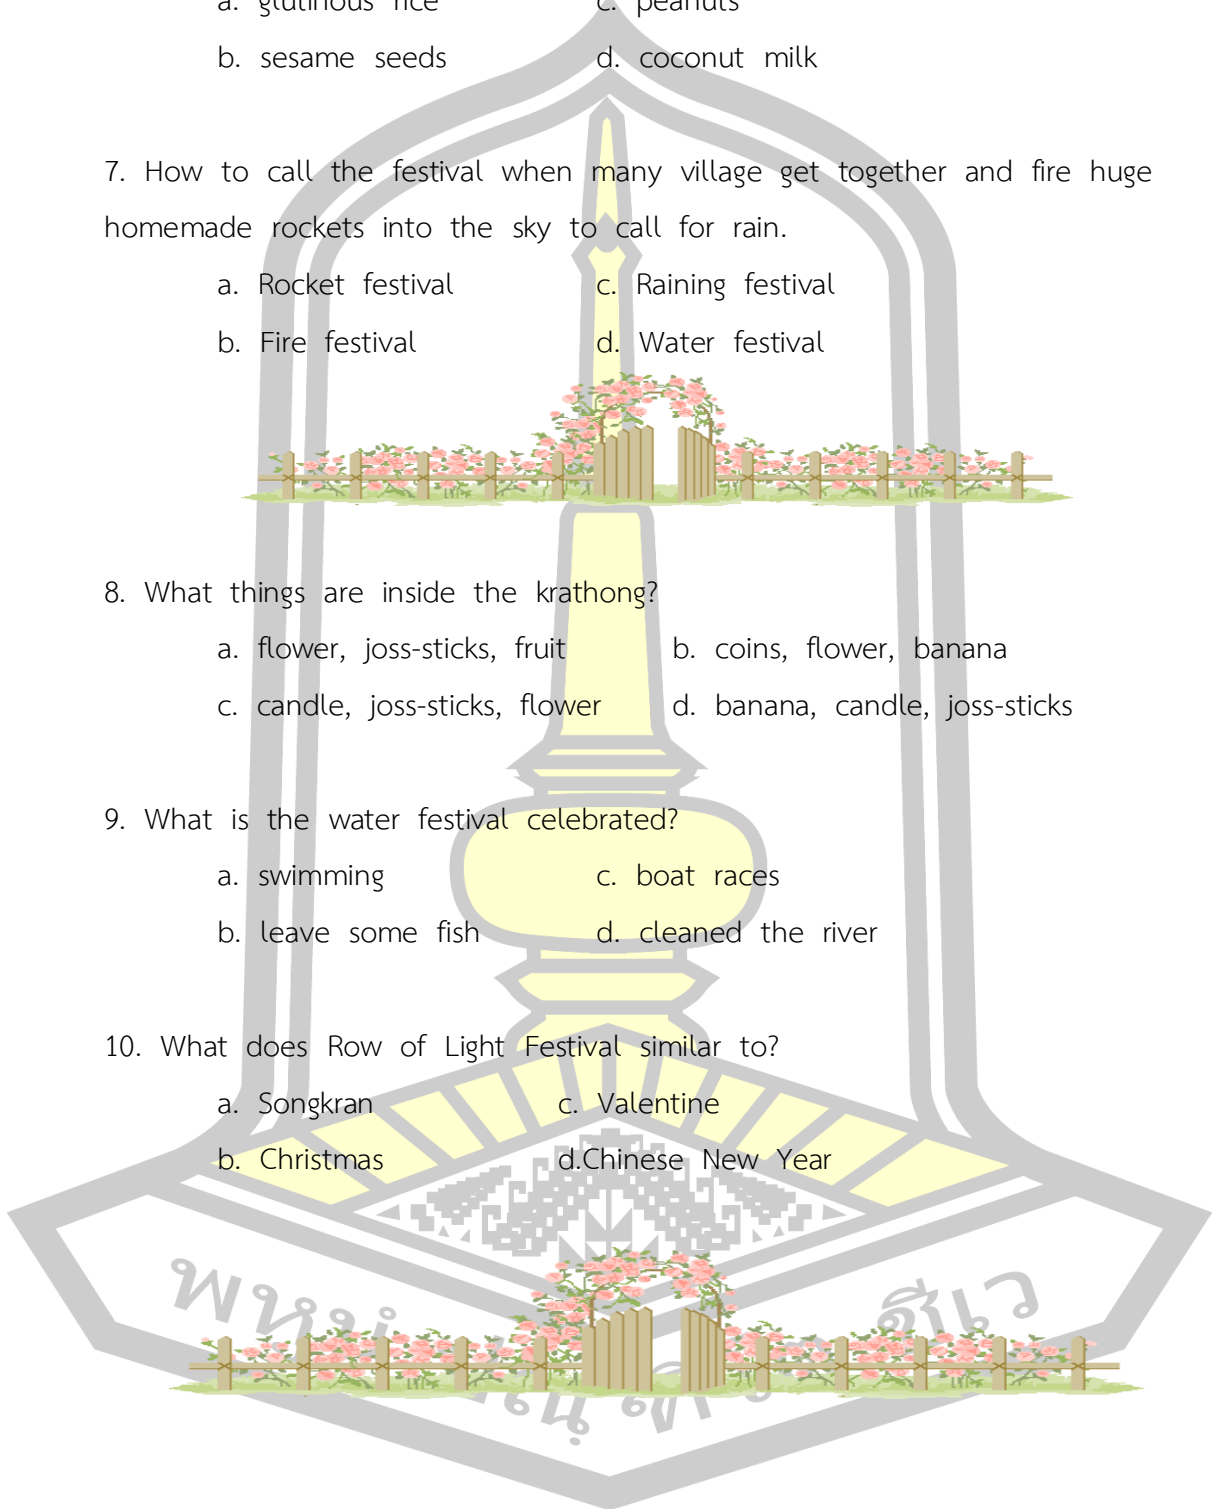 a. glutinous rice c. peanuts
b. sesame seeds d. coconut milk
7. How to call the festival when many village get together and fire huge
homemade rockets into the sky to call for rain.
a. Rocket festival c. Raining festival
b. Fire festival d. Water festival
8. What things are inside the krathong?
a. flower, joss-sticks, fruit b. coins, flower, banana
c. candle, joss-sticks, flower d. banana, candle, joss-sticks
9. What is the water festival celebrated?
a. swimming c. boat races
b. leave some fish d. cleaned the river
10. What does Row of Light Festival similar to?
a. Songkran c. Valentine
b. Christmas d.Chinese New Year